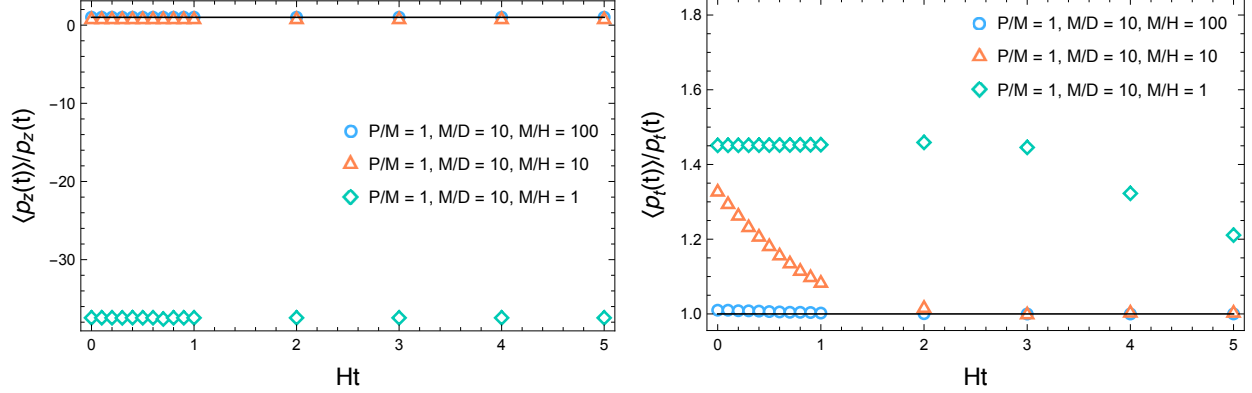 0
-10
-20
-30
⟨p_z(t)⟩/p_z(t)
P/M = 1, M/D = 10, M/H = 100
P/M = 1, M/D = 10, M/H = 10
P/M = 1, M/D = 10, M/H = 1
0 1 2 3 4 5
Ht
1.8
1.6
1.4
1.2
1.0
⟨p_t(t)⟩/p_t(t)
P/M = 1, M/D = 10, M/H = 100
P/M = 1, M/D = 10, M/H = 10
P/M = 1, M/D = 10, M/H = 1
0 1 2 3 4 5
Ht